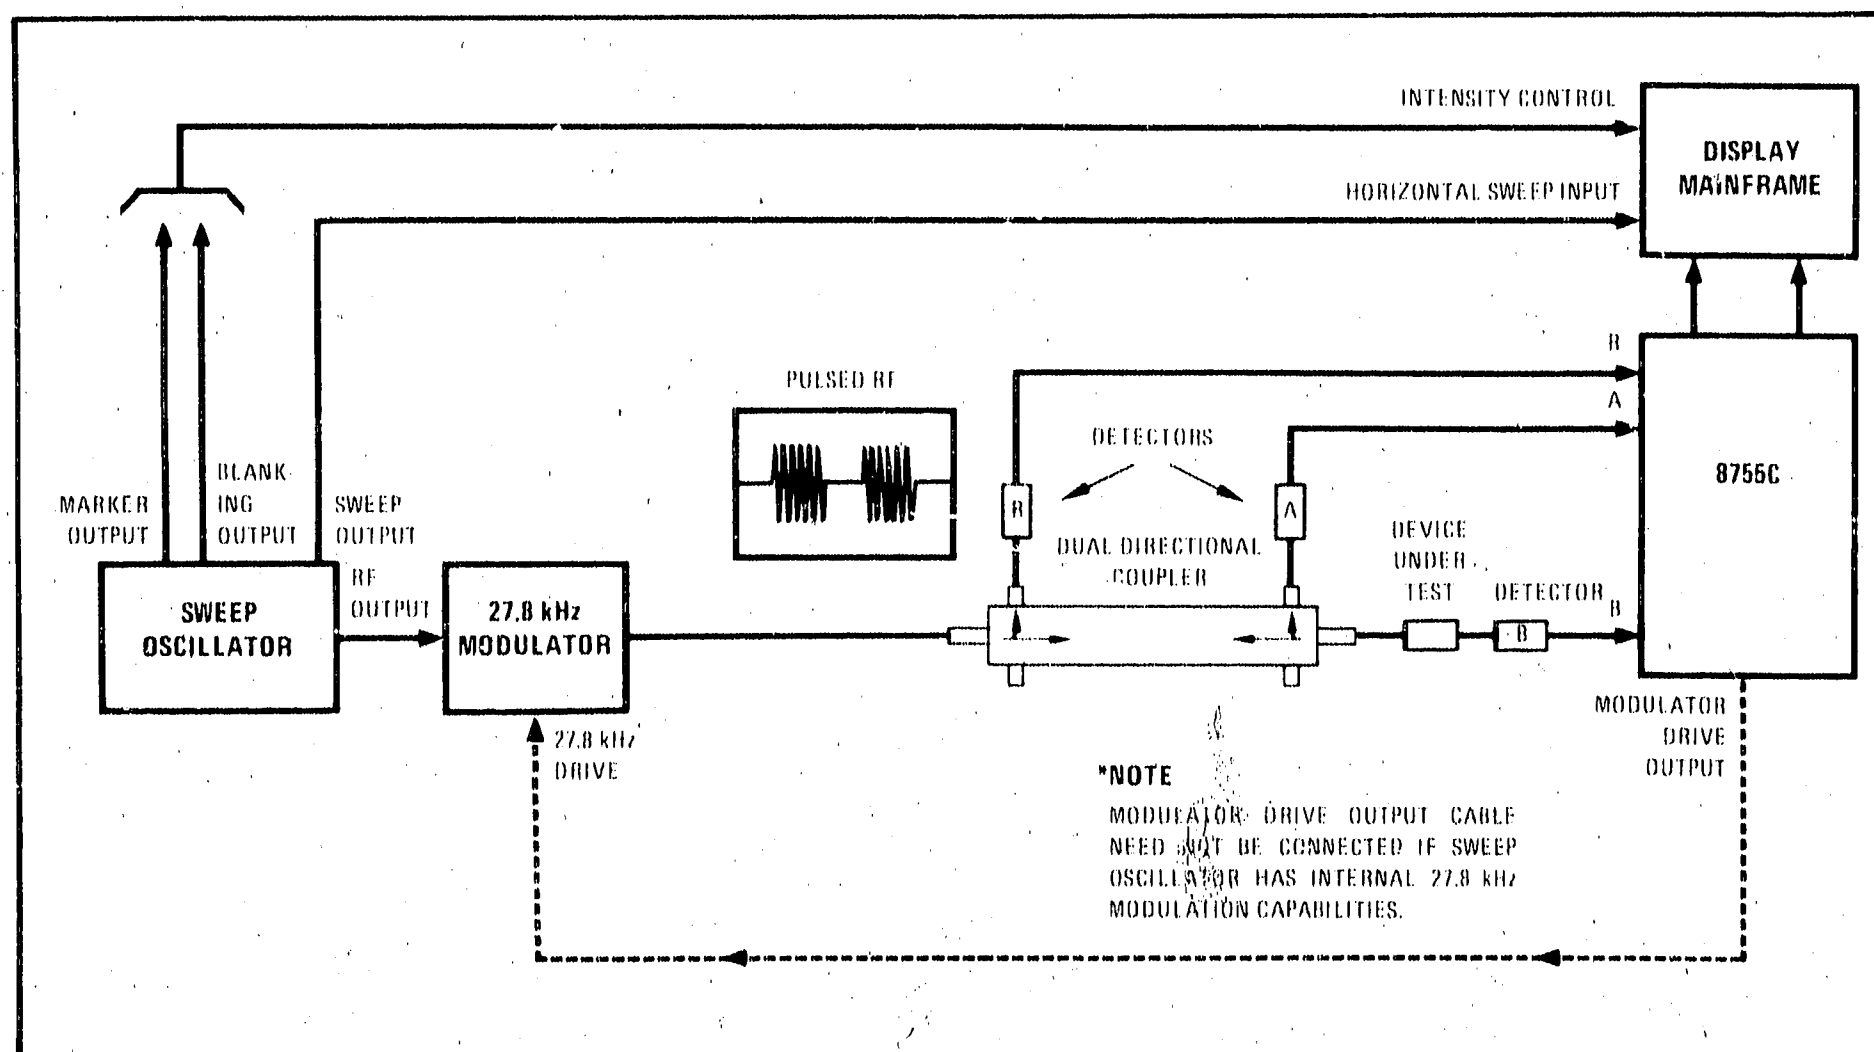 INTENSITY CONTROL
DISPLAY
MAINFRAME
HORIZONTAL SWEEP INPUT
R
PULSED RF
A
DETECTORS
8755C
MARKER
OUTPUT
BLANK-
ING
OUTPUT
SWEEP
OUTPUT
R
A
DUAL DIRECTIONAL
COUPLER
DEVICE
UNDER
TEST
DETECTOR
B
B
RF
OUTPUT
SWEEP
OSCILLATOR
27.8 kHz
MODULATOR
27.8 kHz
DRIVE
MODULATOR
DRIVE
OUTPUT
*NOTE
MODULATOR DRIVE OUTPUT CABLE
NEED NOT BE CONNECTED IF SWEEP
OSCILLATOR HAS INTERNAL 27.8 kHz
MODULATION CAPABILITIES.